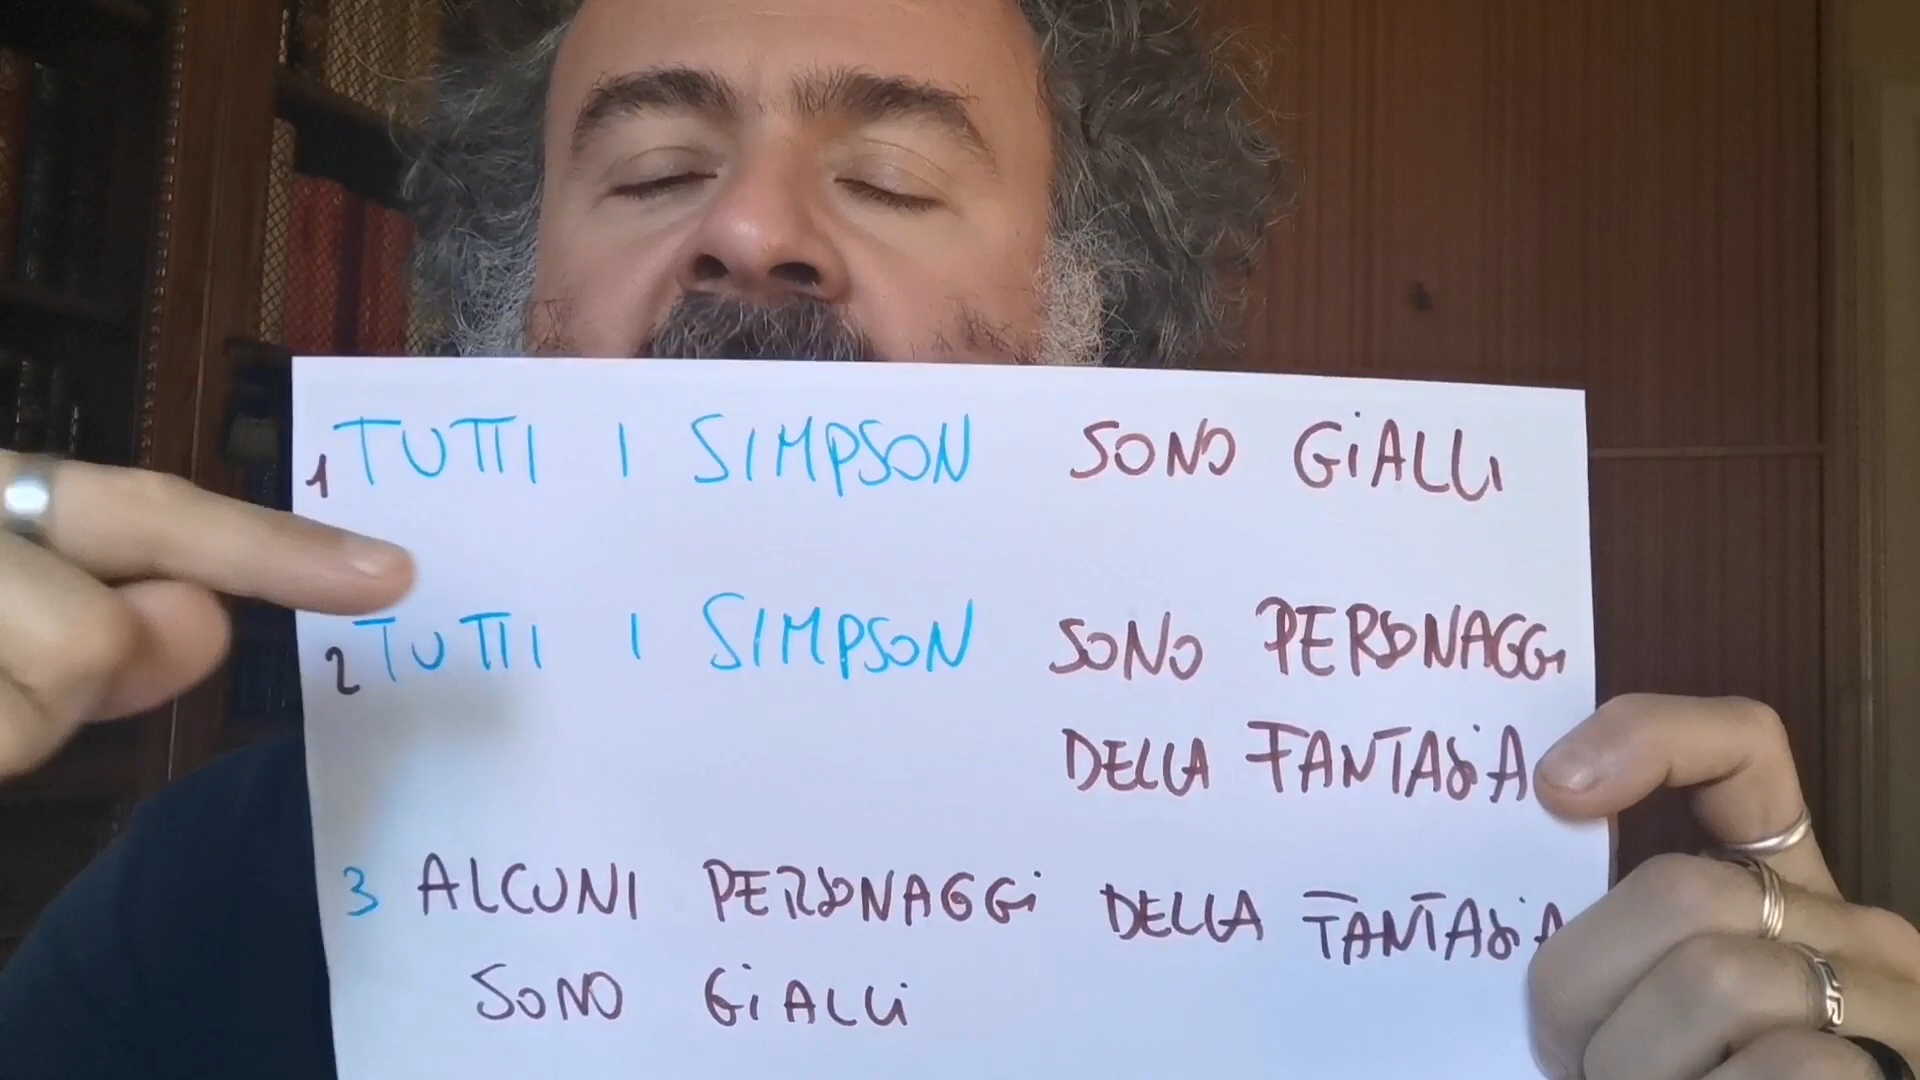 1 TUTTI I SIMPSON SONO GIALLI
2 TUTTI I SIMPSON SONO PERSONAGGI
DELLA FANTASIA
3 ALCUNI PERSONAGGI DELLA FANTASIA
SONO GIALLI